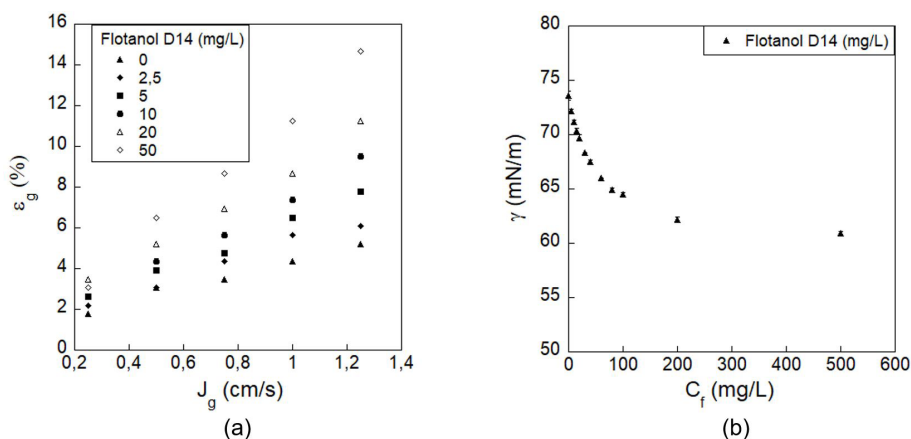 16
14
12
10
8
6
4
2
0
εg (%)
Flotanol D14 (mg/L)
0
2,5
5
10
20
50
0,2 0,4 0,6 0,8 1 1,2 1,4
Jg (cm/s)
(a)
80
75
70
65
60
55
50
γ (mN/m)
Flotanol D14 (mg/L)
0 100 200 300 400 500 600
Cf (mg/L)
(b)